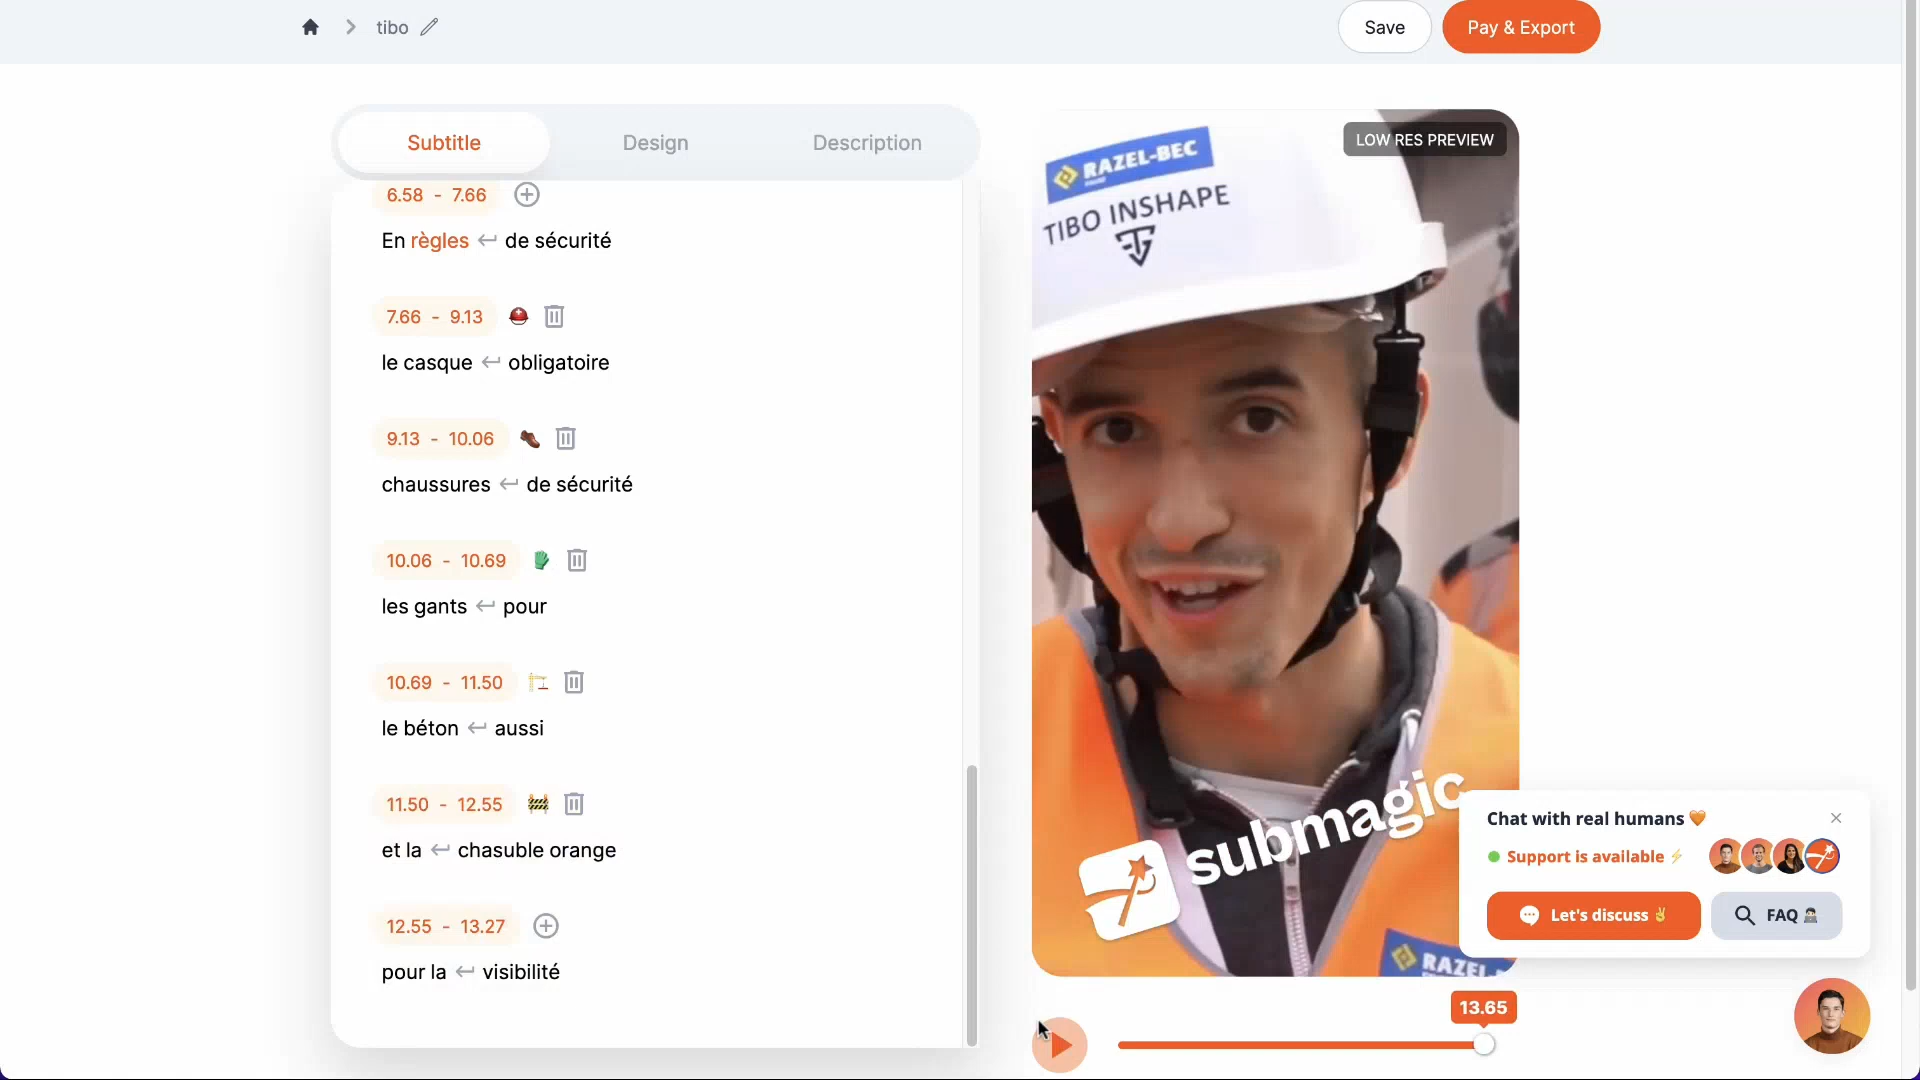 tibo
Save
Pay & Export
Subtitle
Design
Description
6.58 - 7.66
En règles ↩ de sécurité
7.66 - 9.13
le casque ↩ obligatoire
9.13 - 10.06
chaussures ↩ de sécurité
10.06 - 10.69
les gants ↩ pour
10.69 - 11.50
le béton ↩ aussi
11.50 - 12.55
et la ↩ chasuble orange
12.55 - 13.27
pour la ↩ visibilité
LOW RES PREVIEW
RAZEL-BEC
TIBO INSHAPE
submagic
RAZEL-
13.65
Chat with real humans 🧡
Support is available ⚡
Let's discuss ✌
FAQ